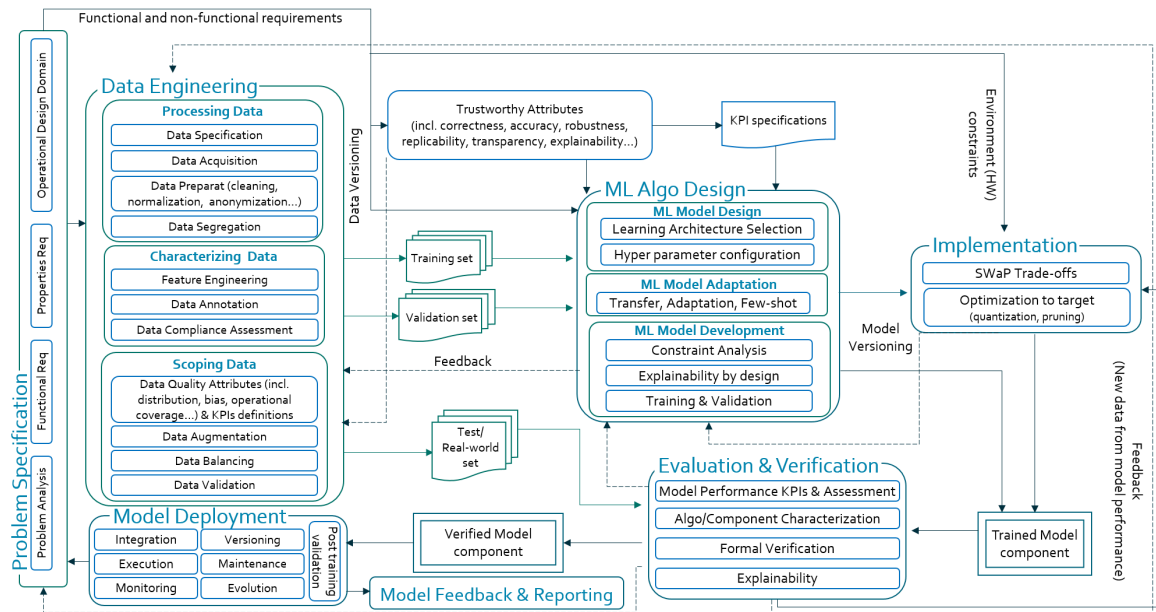 Functional and non-functional requirements
Problem Specification
Operational Design Domain
Properties Req
Functional Req
Problem Analysis
Data Engineering
Processing Data
Data Specification
Data Acquisition
Data Preparat (cleaning,
normalization, anonymization...)
Data Segregation
Characterizing Data
Feature Engineering
Data Annotation
Data Compliance Assessment
Scoping Data
Data Quality Attributes (incl.
distribution, bias, operational
coverage...) & KPIs definitions
Data Augmentation
Data Balancing
Data Validation
Data Versioning
Trustworthy Attributes
(incl. correctness, accuracy, robustness,
replicability, transparency, explainability...)
KPI specifications
Environment (HW)
constraints
Training set
Validation set
Feedback
Test/
Real-world
set
ML Algo Design
ML Model Design
Learning Architecture Selection
Hyper parameter configuration
ML Model Adaptation
Transfer, Adaptation, Few-shot
ML Model Development
Constraint Analysis
Explainability by design
Training & Validation
Model
Versioning
Implementation
SWaP Trade-offs
Optimization to target
(quantization, pruning)
Feedback
(New data from model performance)
Evaluation & Verification
Model Performance KPIs & Assessment
Algo/Component Characterization
Formal Verification
Explainability
Trained Model
component
Verified Model
component
Model Deployment
Integration
Versioning
Execution
Maintenance
Monitoring
Evolution
Post training
validation
Model Feedback & Reporting